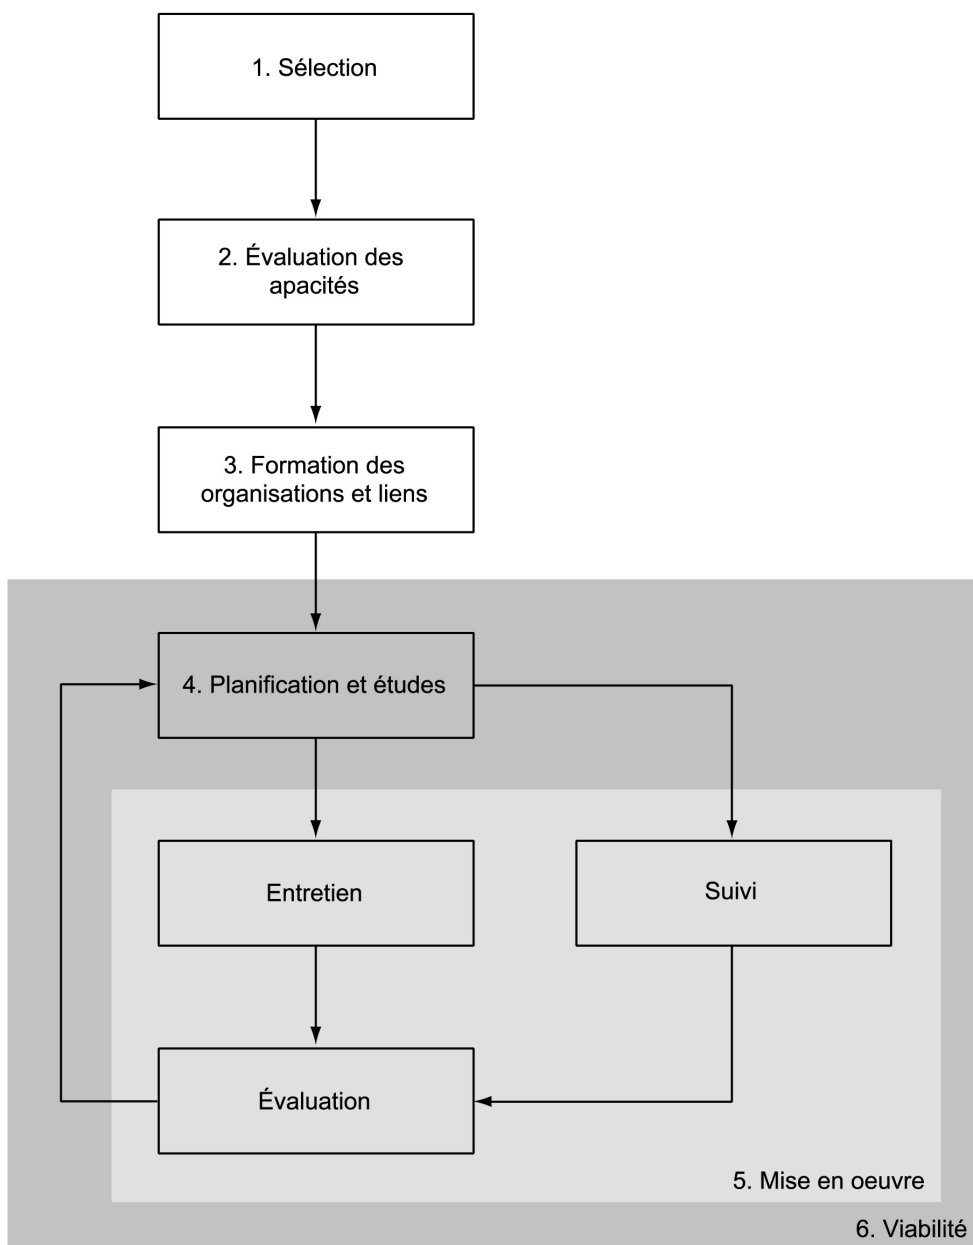 1. Sélection
2. Évaluation des
apacités
3. Formation des
organisations et liens
4. Planification et études
Entretien
Suivi
Évaluation
5. Mise en oeuvre
6. Viabilité